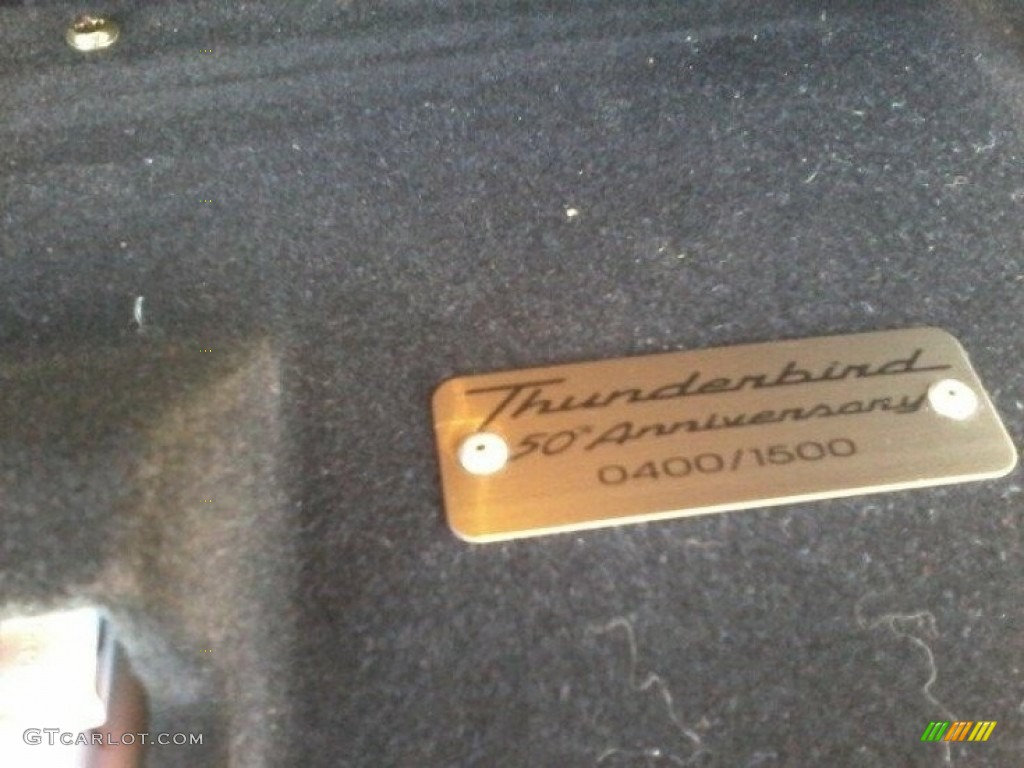 Thunderbird
50th Anniversary
0400/1500
GTCARLOT.COM